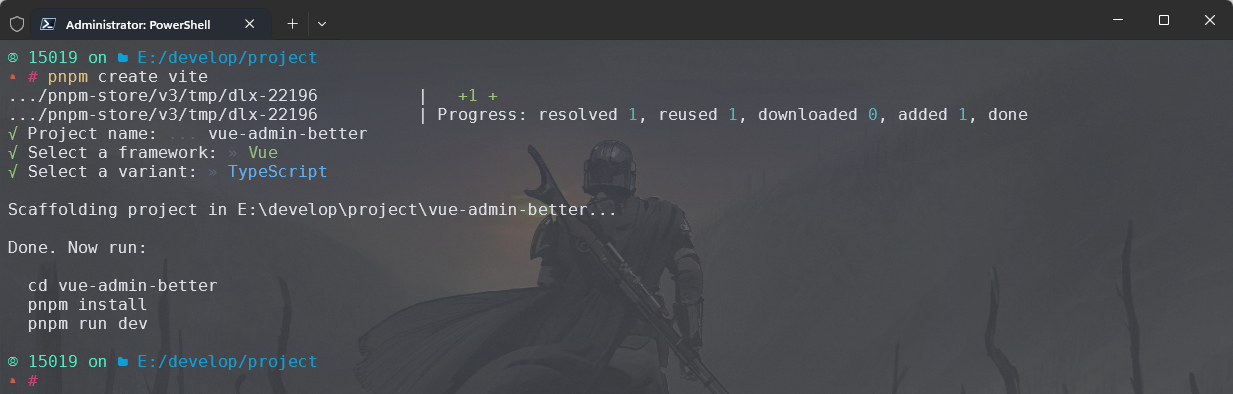 Administrator: PowerShell
15019 on E:/develop/project
# pnpm create vite
.../pnpm-store/v3/tmp/dlx-22196 | +1 +
.../pnpm-store/v3/tmp/dlx-22196 | Progress: resolved 1, reused 1, downloaded 0, added 1, done
√ Project name: ... vue-admin-better
√ Select a framework: » Vue
√ Select a variant: » TypeScript
Scaffolding project in E:\develop\project\vue-admin-better...
Done. Now run:
cd vue-admin-better
pnpm install
pnpm run dev
15019 on E:/develop/project
#